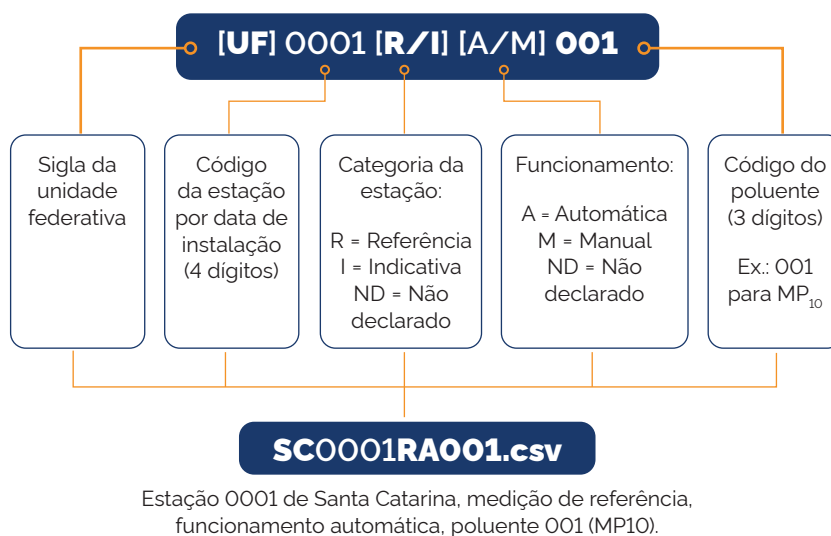 [UF] 0001 [R/I] [A/M] 001
Sigla da
unidade
federativa
Código
da estação
por data de
instalação
(4 dígitos)
Categoria da
estação:
R = Referência
I = Indicativa
ND = Não
declarado
Funcionamento:
A = Automática
M = Manual
ND = Não
declarado
Código do
poluente
(3 dígitos)
Ex.: 001
para MP₁₀
SC0001RA001.csv
Estação 0001 de Santa Catarina, medição de referência,
funcionamento automática, poluente 001 (MP10).